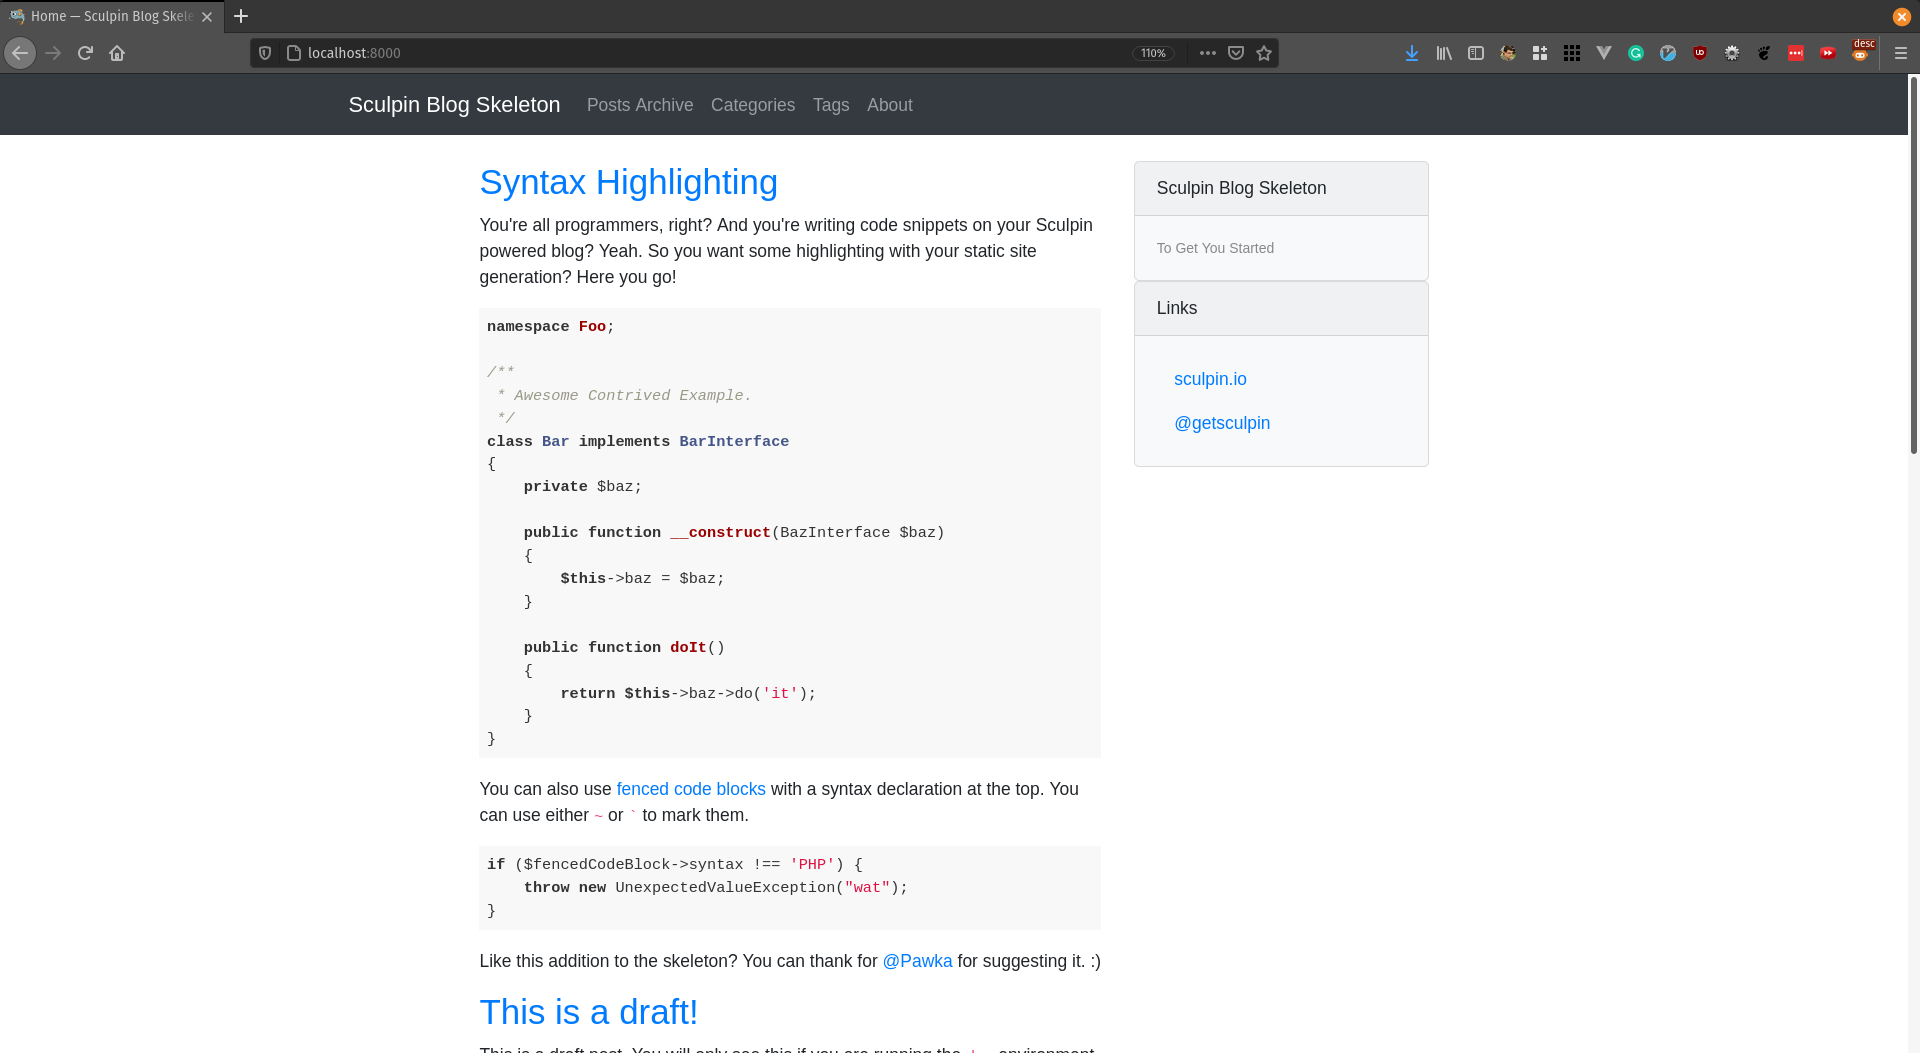 Home — Sculpin Blog Skele
localhost:8000
110%
desc
Sculpin Blog Skeleton Posts Archive Categories Tags About
Syntax Highlighting
You're all programmers, right? And you're writing code snippets on your Sculpin
powered blog? Yeah. So you want some highlighting with your static site
generation? Here you go!
namespace Foo;
/**
 * Awesome Contrived Example.
 */
class Bar implements BarInterface
{
    private $baz;
    public function __construct(BazInterface $baz)
    {
        $this->baz = $baz;
    }
    public function doIt()
    {
        return $this->baz->do('it');
    }
}
You can also use fenced code blocks with a syntax declaration at the top. You
can use either ~ or ` to mark them.
if ($fencedCodeBlock->syntax !== 'PHP') {
    throw new UnexpectedValueException("wat");
}
Like this addition to the skeleton? You can thank for @Pawka for suggesting it. :)
This is a draft!
This is a draft post. You will only see this if you are running the environment
Sculpin Blog Skeleton
To Get You Started
Links
sculpin.io
@getsculpin